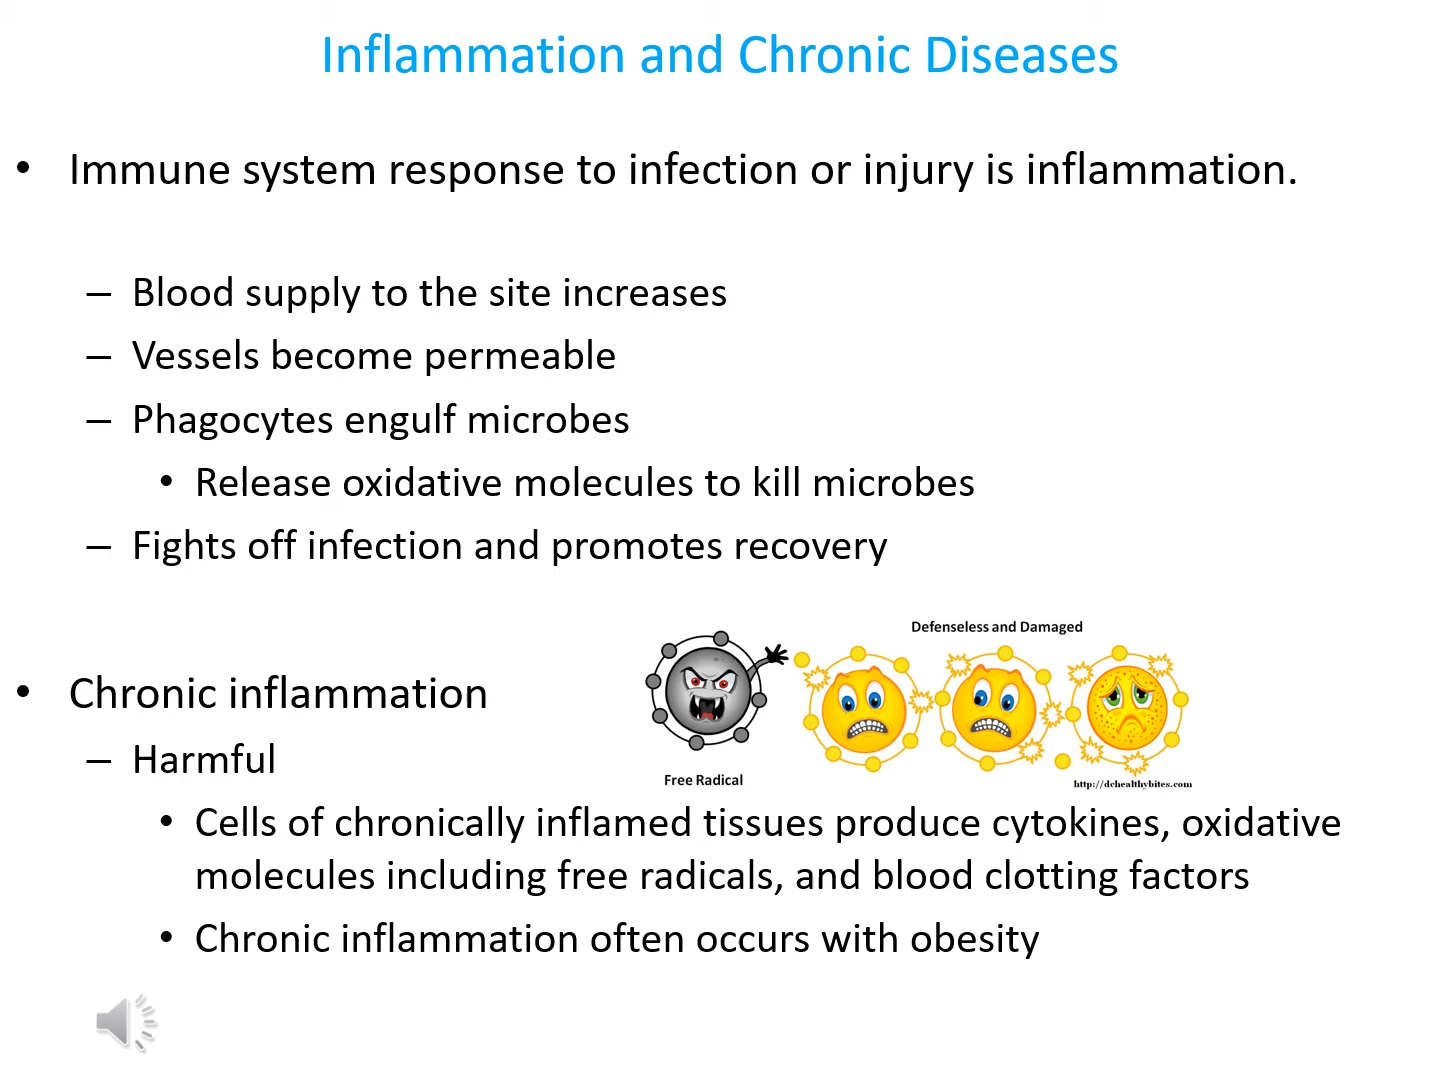 Inflammation and Chronic Diseases
• Immune system response to infection or injury is inflammation.
– Blood supply to the site increases
– Vessels become permeable
– Phagocytes engulf microbes
• Release oxidative molecules to kill microbes
– Fights off infection and promotes recovery
Defenseless and Damaged
• Chronic inflammation
– Harmful
Free Radical
http://dchealthybites.com
• Cells of chronically inflamed tissues produce cytokines, oxidative
molecules including free radicals, and blood clotting factors
• Chronic inflammation often occurs with obesity